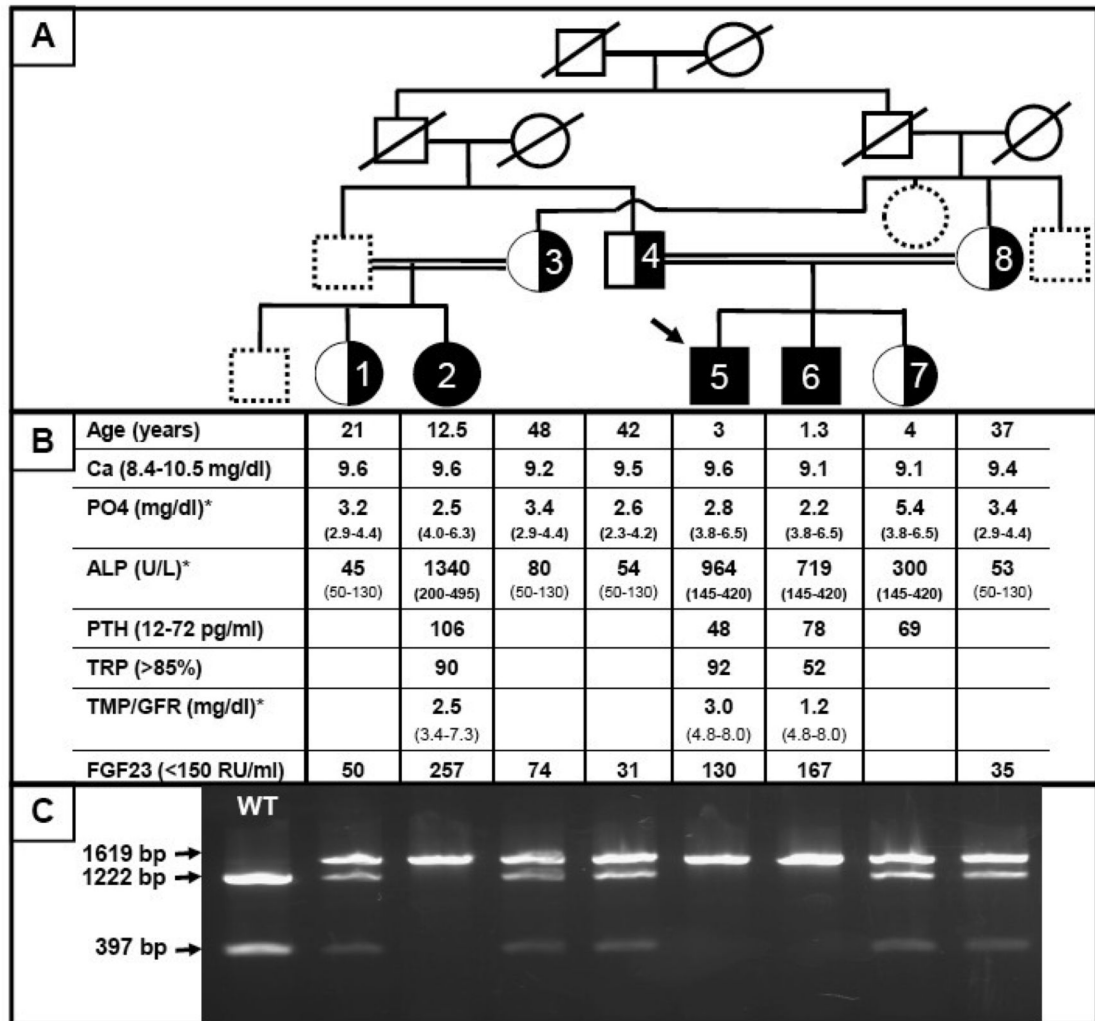 A
3
4
8
1
2
5
6
7
B
Age (years) 21 12.5 48 42 3 1.3 4 37
Ca (8.4-10.5 mg/dl) 9.6 9.6 9.2 9.5 9.6 9.1 9.1 9.4
PO4 (mg/dl)* 3.2 2.5 3.4 2.6 2.8 2.2 5.4 3.4
(2.9-4.4) (4.0-6.3) (2.9-4.4) (2.3-4.2) (3.8-6.5) (3.8-6.5) (3.8-6.5) (2.9-4.4)
ALP (U/L)* 45 1340 80 54 964 719 300 53
(50-130) (200-495) (50-130) (50-130) (145-420) (145-420) (145-420) (50-130)
PTH (12-72 pg/ml) 106 48 78 69
TRP (>85%) 90 92 52
TMP/GFR (mg/dl)* 2.5 3.0 1.2
(3.4-7.3) (4.8-8.0) (4.8-8.0)
FGF23 (<150 RU/ml) 50 257 74 31 130 167 35
C
WT
1619 bp
1222 bp
397 bp